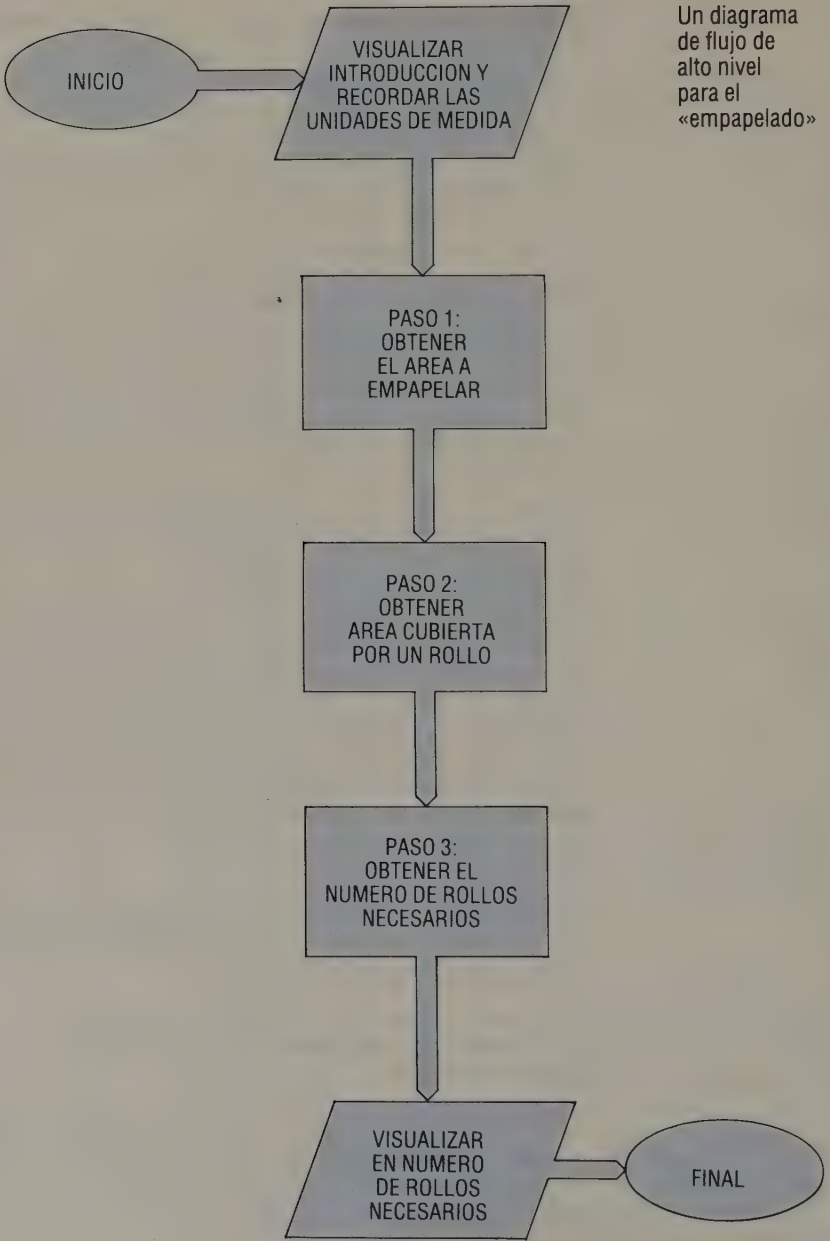 Un diagrama
de flujo de
alto nivel
para el
«empapelado»
INICIO
VISUALIZAR
INTRODUCCION Y
RECORDAR LAS
UNIDADES DE MEDIDA
PASO 1:
OBTENER
EL AREA A
EMPAPELAR
PASO 2:
OBTENER
AREA CUBIERTA
POR UN ROLLO
PASO 3:
OBTENER EL
NUMERO DE ROLLOS
NECESARIOS
VISUALIZAR
EN NUMERO
DE ROLLOS
NECESARIOS
FINAL